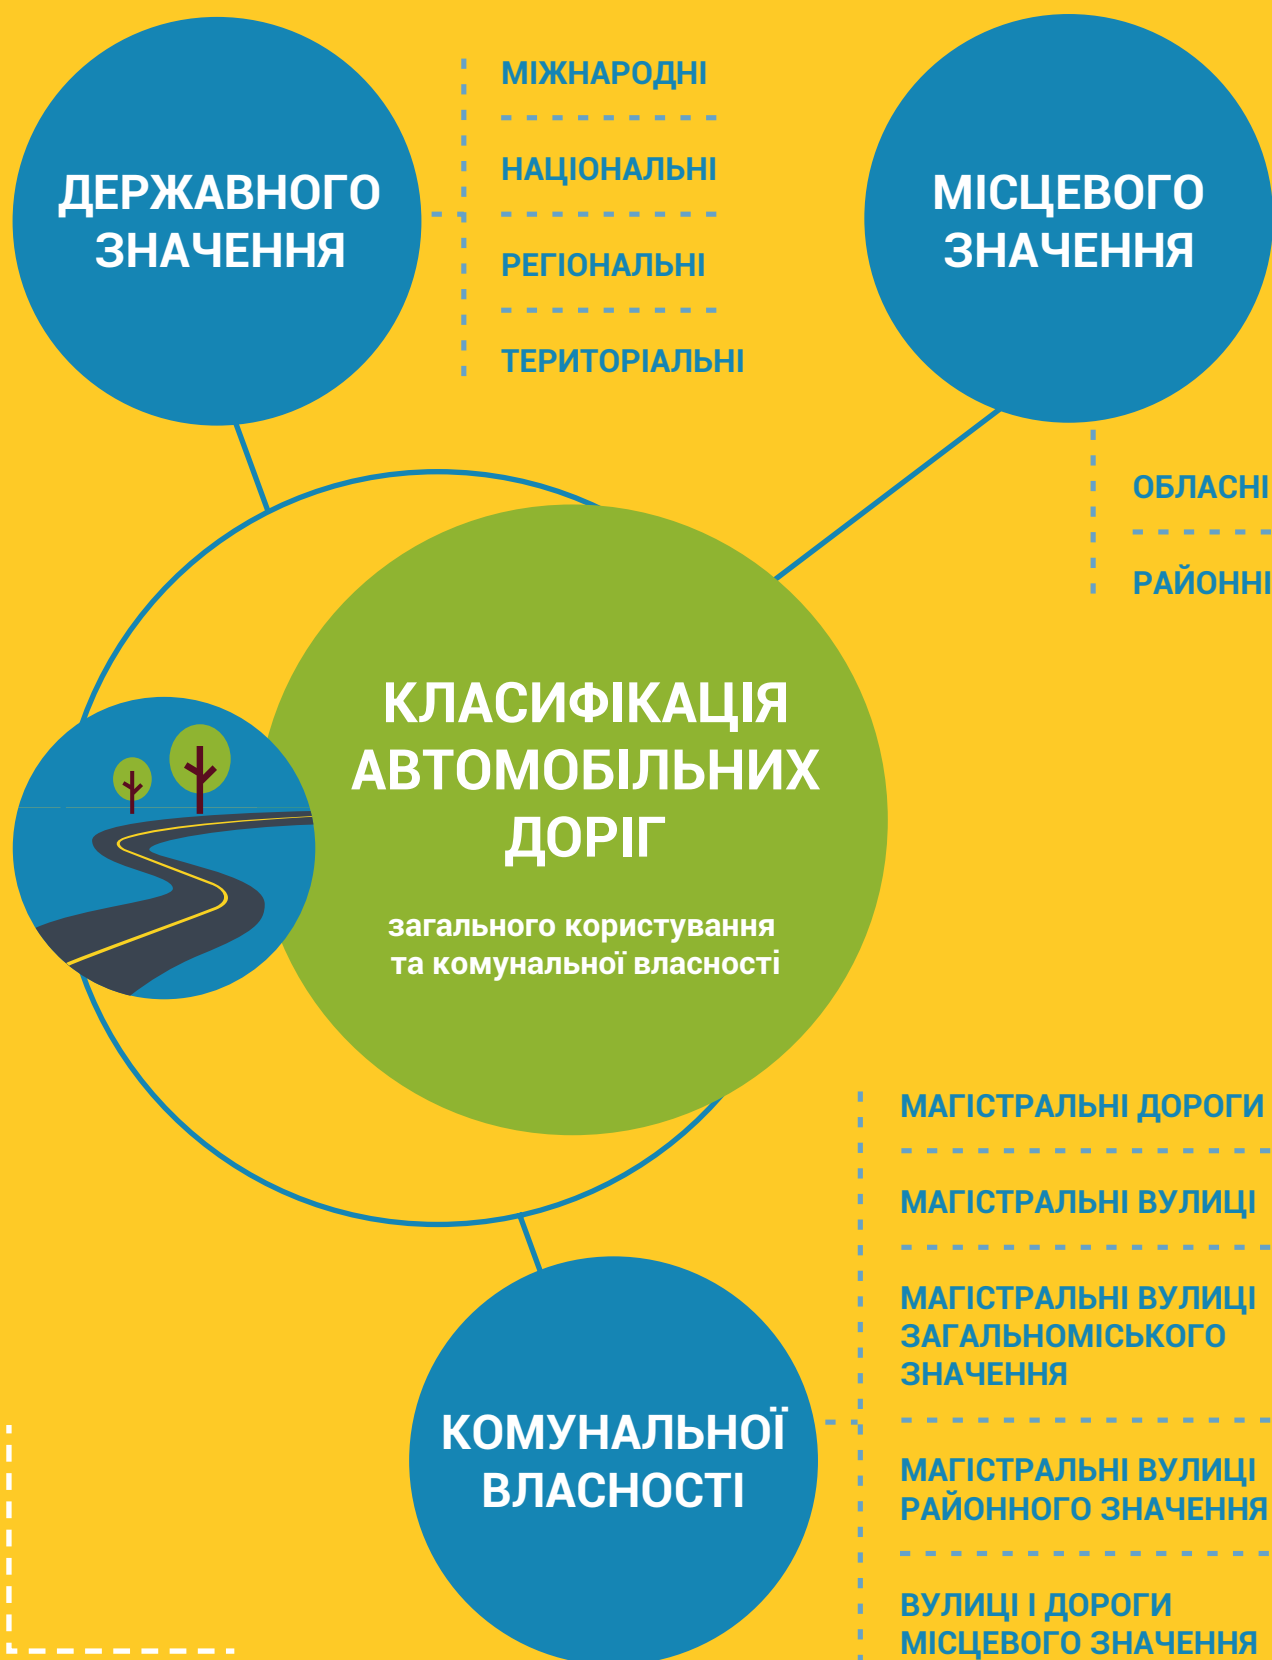 ДЕРЖАВНОГО
ЗНАЧЕННЯ
МІЖНАРОДНІ
НАЦІОНАЛЬНІ
РЕГІОНАЛЬНІ
ТЕРИТОРІАЛЬНІ
МІСЦЕВОГО
ЗНАЧЕННЯ
ОБЛАСНІ
РАЙОННІ
КЛАСИФІКАЦІЯ
АВТОМОБІЛЬНИХ
ДОРІГ
загального користування
та комунальної власності
КОМУНАЛЬНОЇ
ВЛАСНОСТІ
МАГІСТРАЛЬНІ ДОРОГИ
МАГІСТРАЛЬНІ ВУЛИЦІ
МАГІСТРАЛЬНІ ВУЛИЦІ
ЗАГАЛЬНОМІСЬКОГО
ЗНАЧЕННЯ
МАГІСТРАЛЬНІ ВУЛИЦІ
РАЙОННОГО ЗНАЧЕННЯ
ВУЛИЦІ І ДОРОГИ
МІСЦЕВОГО ЗНАЧЕННЯ